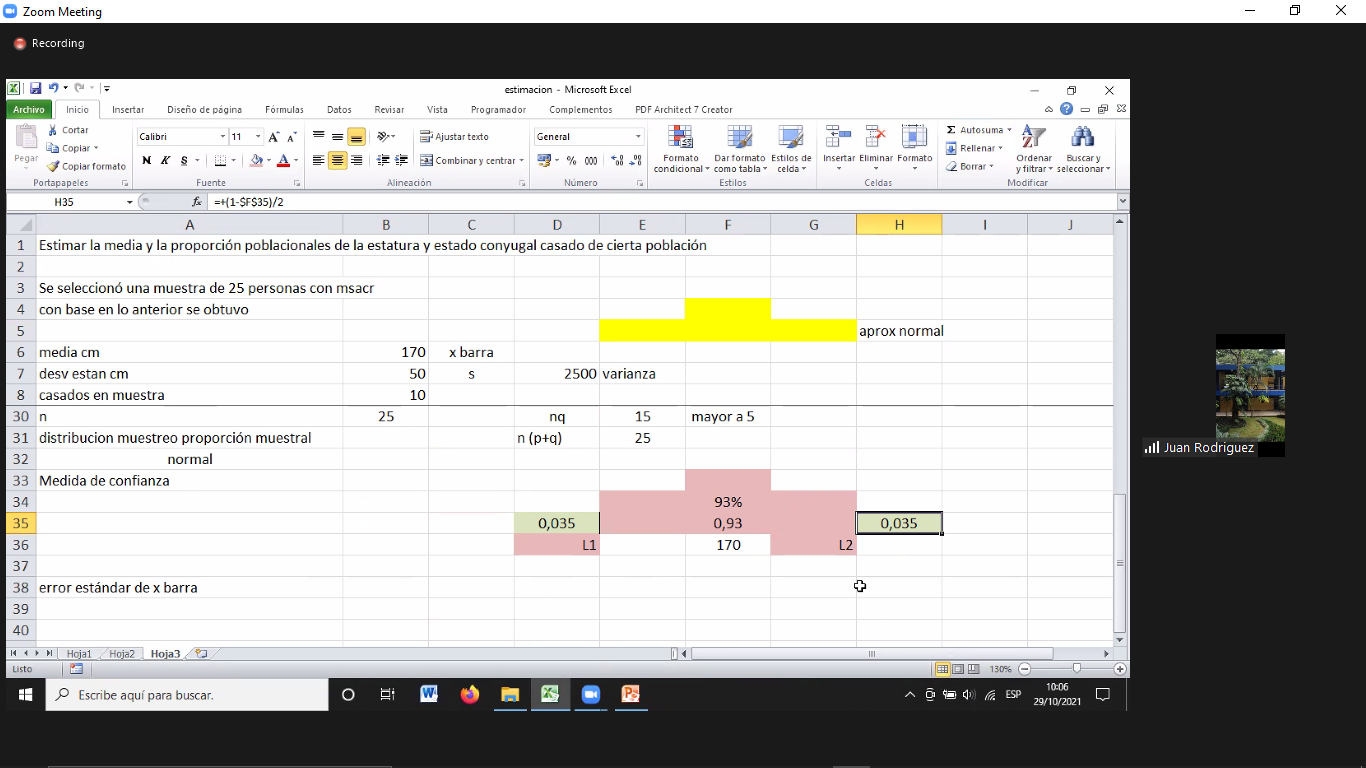 Zoom Meeting
Recording
estimacion - Microsoft Excel
Archivo Inicio Insertar Diseño de página Fórmulas Datos Revisar Vista Programador Complementos PDF Architect 7 Creator
Pegar
Cortar
Copiar
Copiar formato
Portapapeles
Calibri 11
N K S
Fuente
Ajustar texto
Combinar y centrar
Alineación
General
% 000
Número
Formato condicional
Dar formato como tabla
Estilos de celda
Estilos
Insertar Eliminar Formato
Celdas
Σ Autosuma
Rellenar
Borrar
Ordenar y filtrar
Buscar y seleccionar
Modificar
H35 fx =+(1-$F$35)/2
A B C D E F G H I J
1 Estimar la media y la proporción poblacionales de la estatura y estado conyugal casado de cierta población
2
3 Se seleccionó una muestra de 25 personas con msacr
4 con base en lo anterior se obtuvo
5 aprox normal
6 media cm 170 x barra
7 desv estan cm 50 s 2500 varianza
8 casados en muestra 10
30 n 25 nq 15 mayor a 5
31 distribucion muestreo proporción muestral n (p+q) 25
32 normal
33 Medida de confianza
34 93%
35 0,035 0,93 0,035
36 L1 170 L2
37
38 error estándar de x barra
39
40
Hoja1 Hoja2 Hoja3
Listo 130%
Juan Rodriguez
Escribe aquí para buscar.
ESP
10:06
29/10/2021